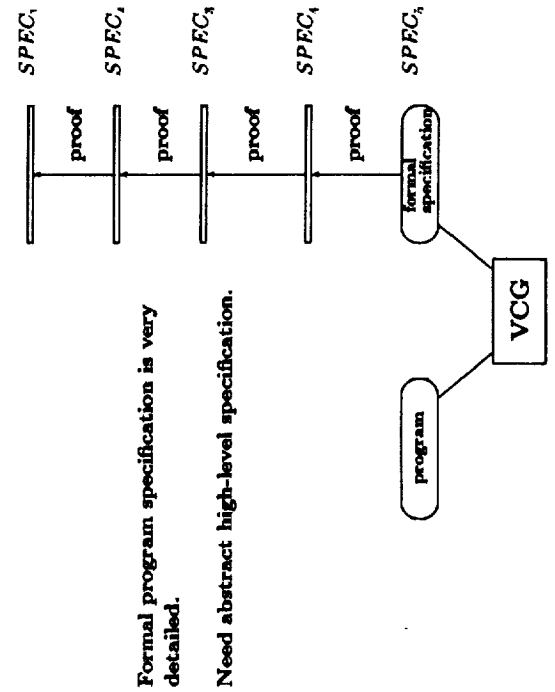 Formal program specification is very
detailed.
Need abstract high-level specification.
SPEC₁
proof
SPEC₂
proof
SPEC₃
proof
SPEC₄
proof
SPEC₅
formal
specification
program
VCG